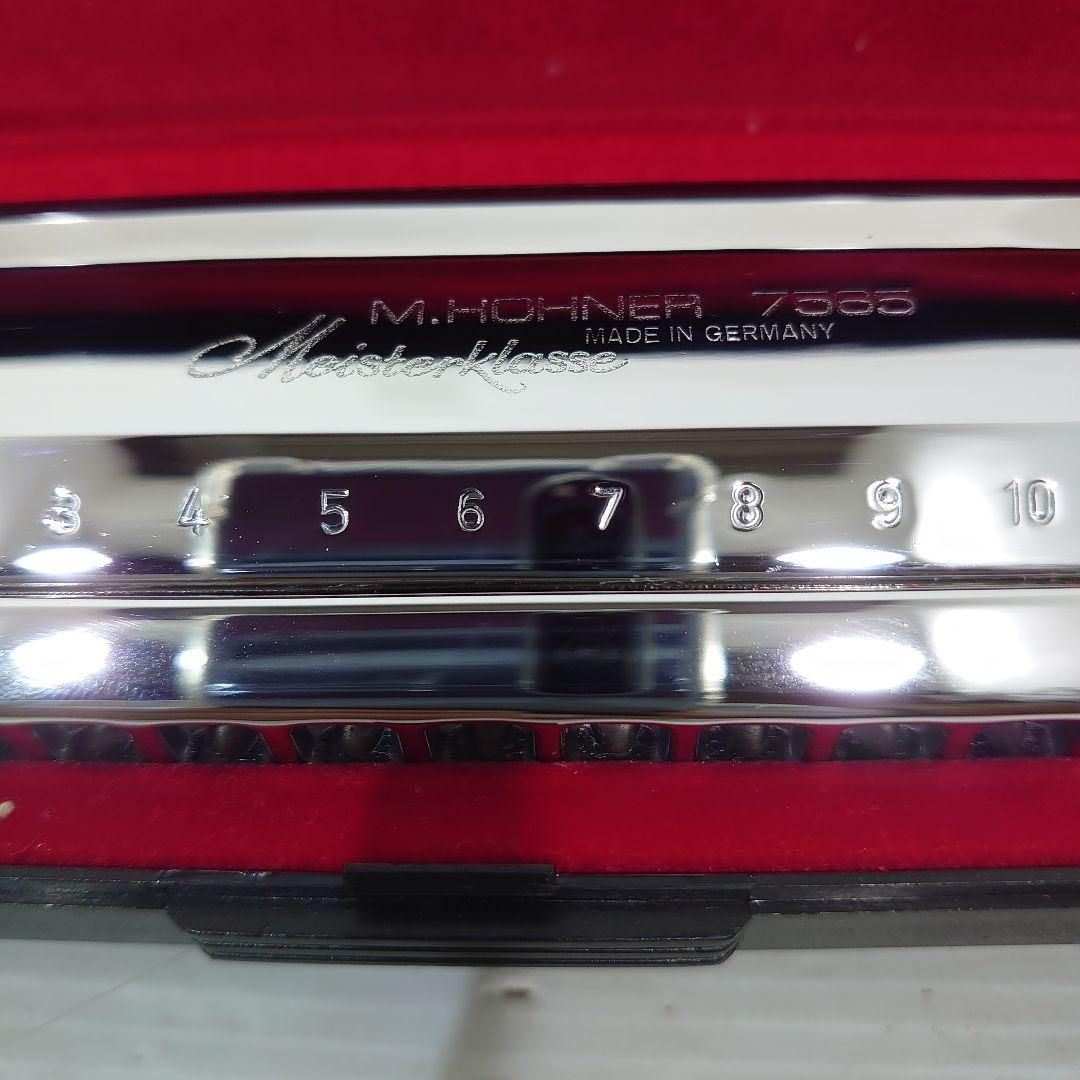 M. HOHNER 7585
MADE IN GERMANY
Meisterklasse
3 4 5 6 7 8 9 10